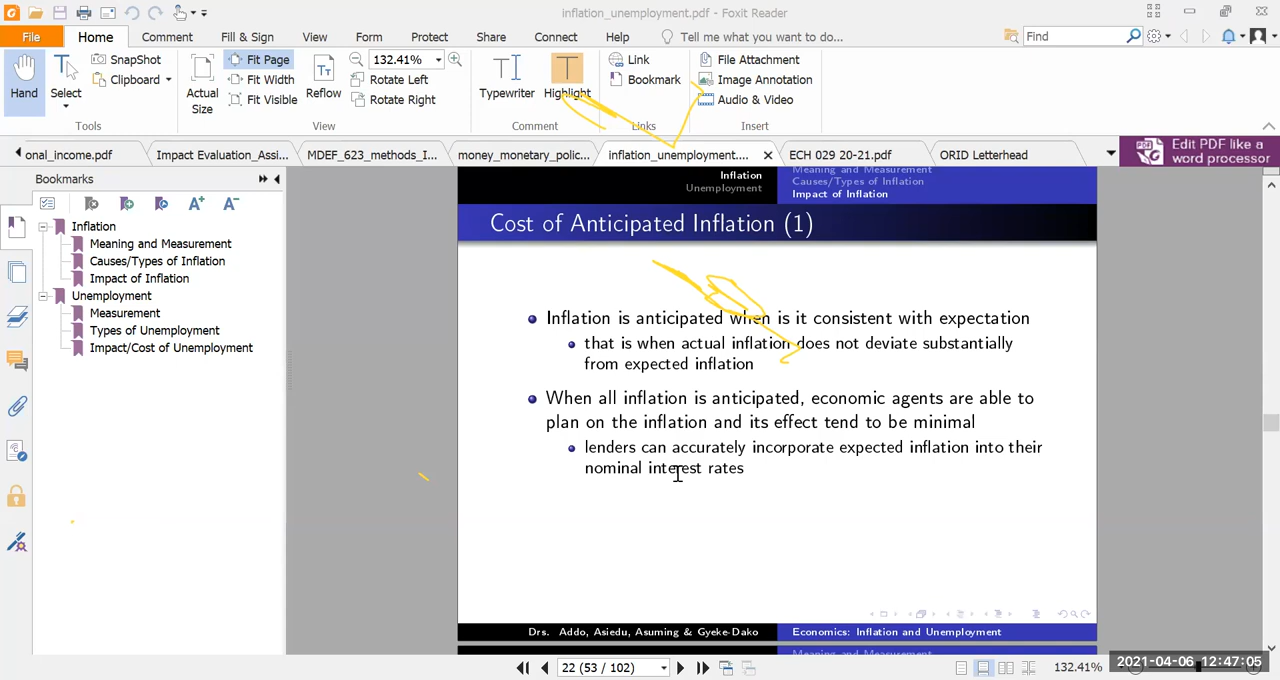 inflation_unemployment.pdf - Foxit Reader
File
Home
Comment
Fill & Sign
View
Form
Protect
Share
Connect
Help
Tell me what you want to do...
Find
Hand
Select
SnapShot
Clipboard
Tools
Actual Size
Fit Page
Fit Width
Fit Visible
Reflow
132.41%
Rotate Left
Rotate Right
View
Typewriter
Highlight
Comment
Link
Bookmark
Links
File Attachment
Image Annotation
Audio & Video
Insert
onal_income.pdf
Impact Evaluation_Assi...
MDEF_623_methods_I...
money_monetary_polic...
inflation_unemployment....
ECH 029 20-21.pdf
ORID Letterhead
Edit PDF like a
word processor
Bookmarks
Inflation
Meaning and Measurement
Causes/Types of Inflation
Impact of Inflation
Unemployment
Measurement
Types of Unemployment
Impact/Cost of Unemployment
Inflation
Unemployment
Meaning and Measurement
Causes/Types of Inflation
Impact of Inflation
Cost of Anticipated Inflation (1)
Inflation is anticipated when is it consistent with expectation
that is when actual inflation does not deviate substantially
from expected inflation
When all inflation is anticipated, economic agents are able to
plan on the inflation and its effect tend to be minimal
lenders can accurately incorporate expected inflation into their
nominal interest rates
Drs. Addo, Asiedu, Asuming & Gyeke-Dako
Economics: Inflation and Unemployment
Meaning and Measurement
22 (53 / 102)
132.41%
2021-04-06 12:47:05